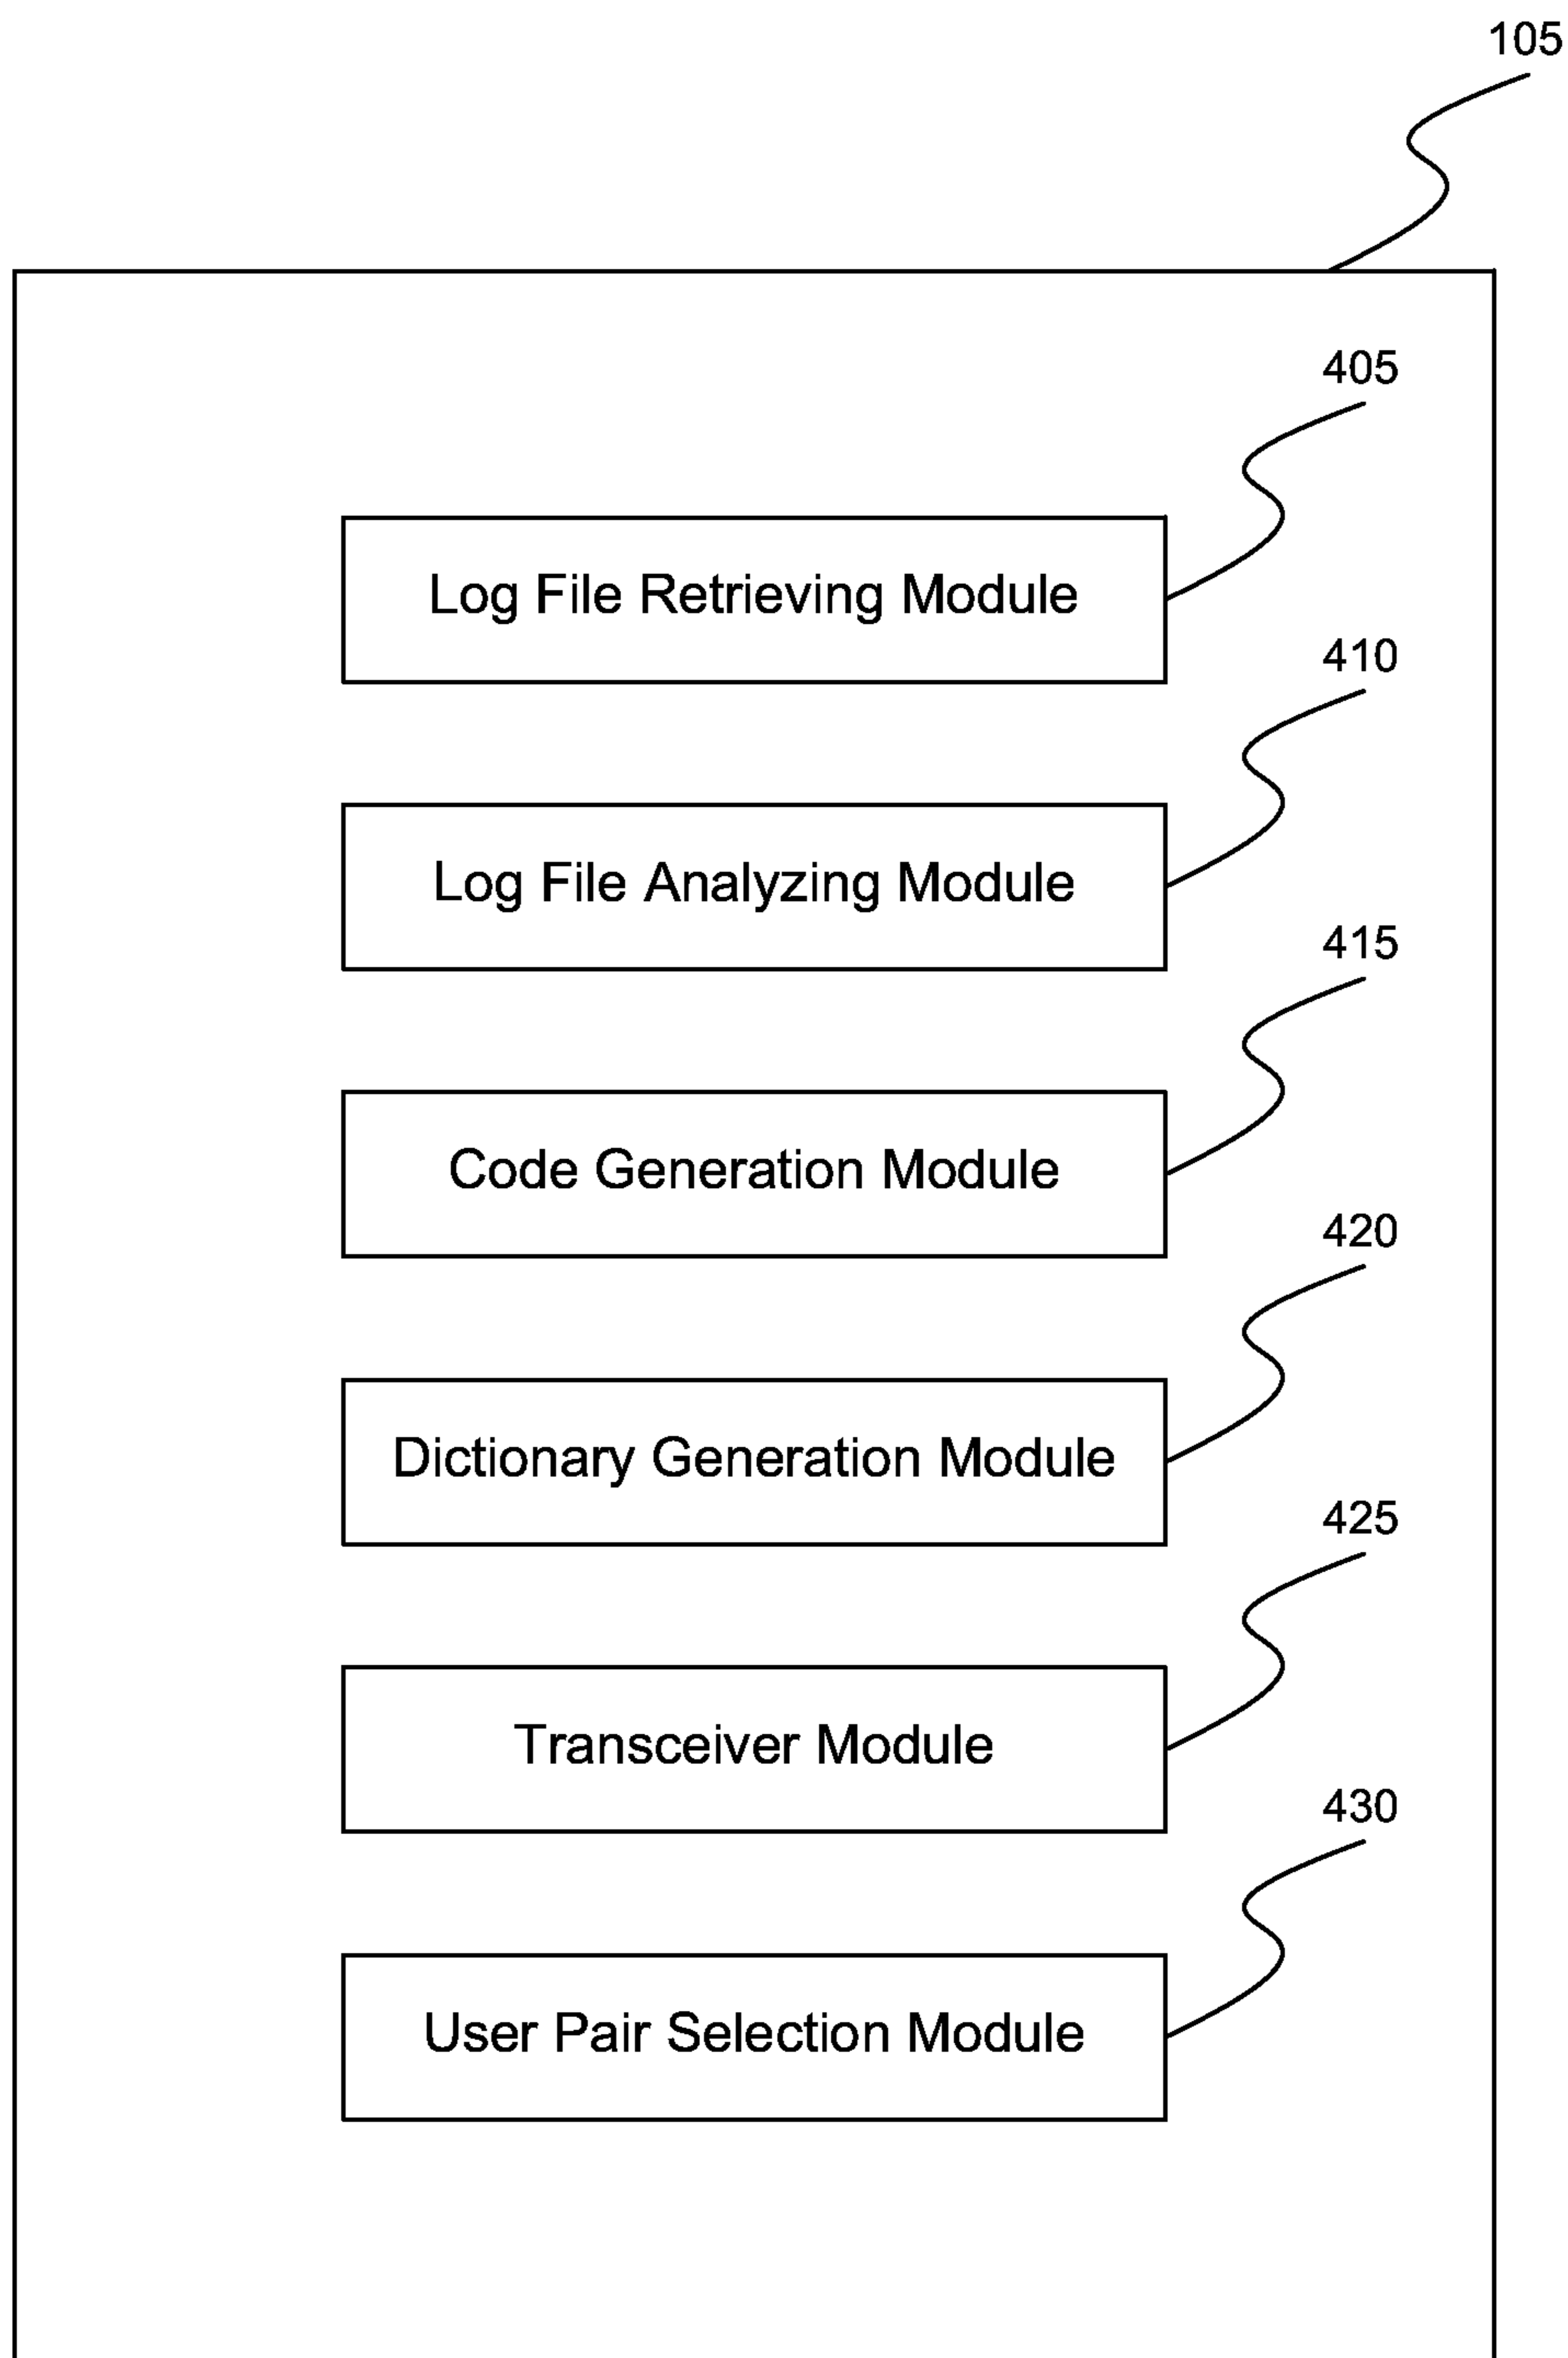 105
405
Log File Retrieving Module
410
Log File Analyzing Module
415
Code Generation Module
420
Dictionary Generation Module
425
Transceiver Module
430
User Pair Selection Module